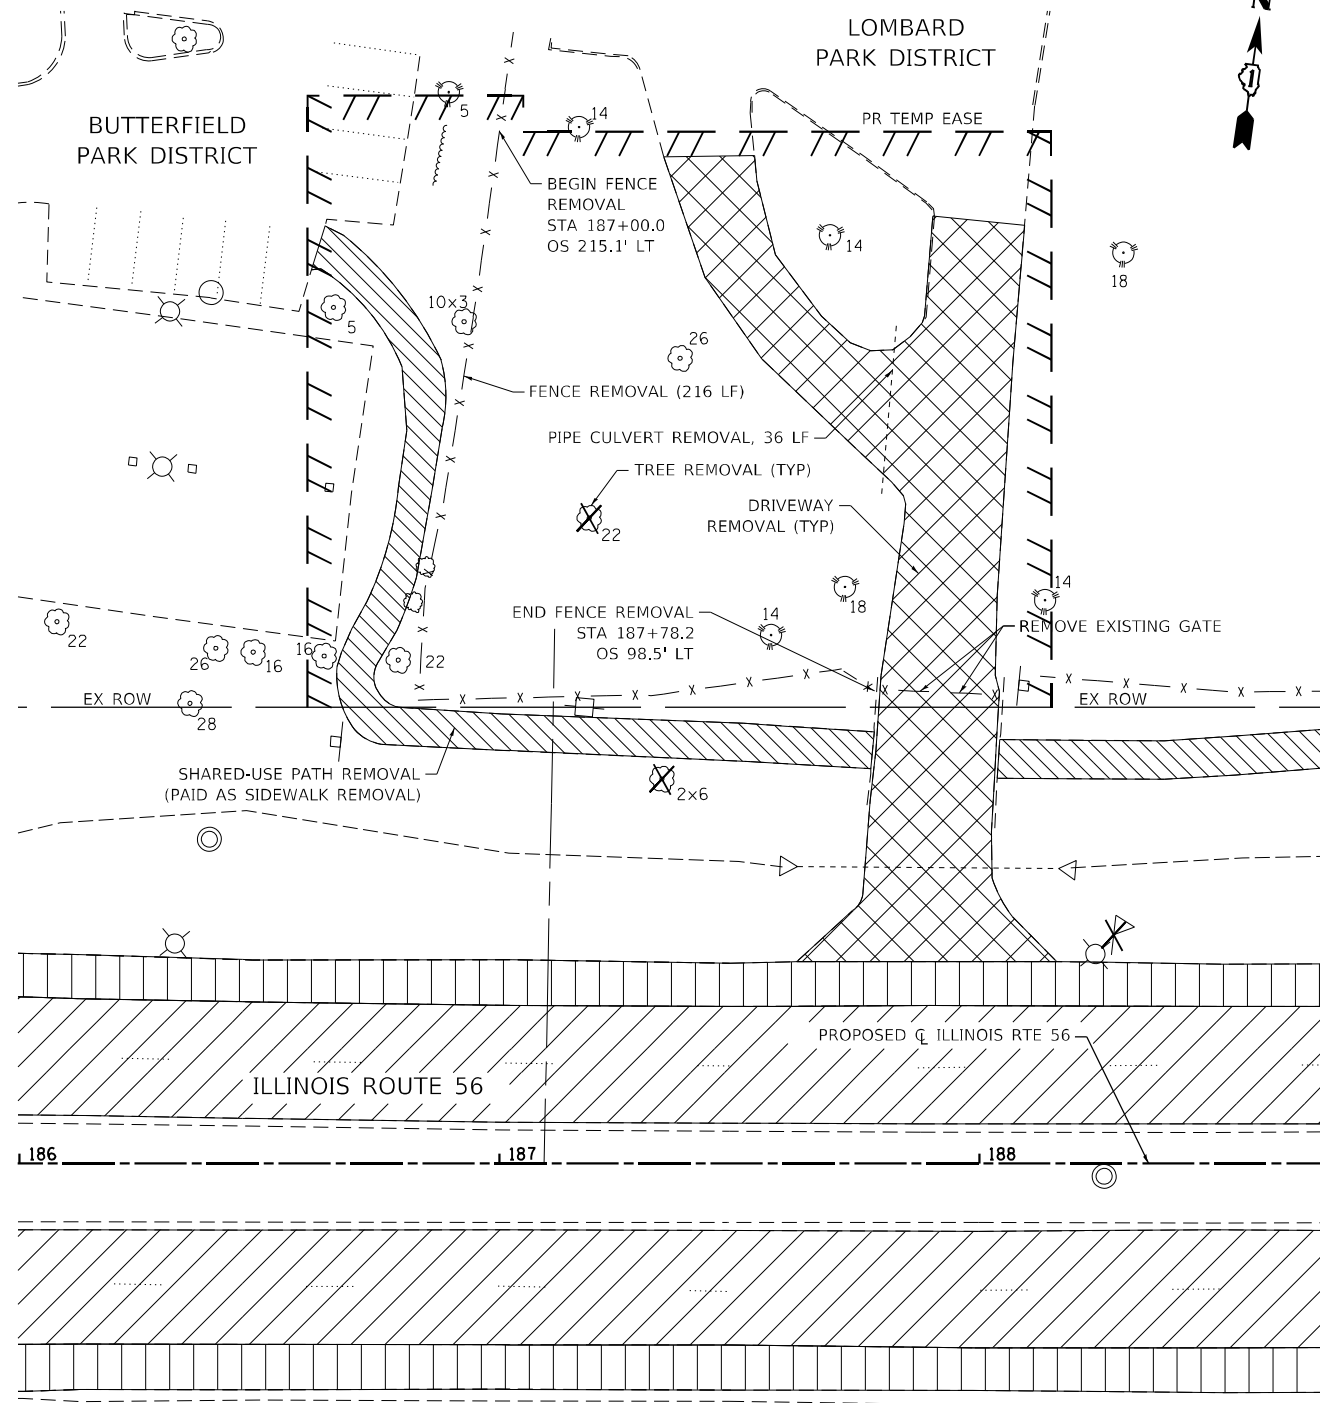 N
LOMBARD
PARK DISTRICT
BUTTERFIELD
PARK DISTRICT
5
14
PR TEMP EASE
BEGIN FENCE
REMOVAL
STA 187+00.0
OS 215.1' LT
14
18
10x3
5
26
FENCE REMOVAL (216 LF)
PIPE CULVERT REMOVAL, 36 LF
TREE REMOVAL (TYP)
22
DRIVEWAY
REMOVAL (TYP)
14
18
END FENCE REMOVAL
STA 187+78.2
OS 98.5' LT
14
REMOVE EXISTING GATE
22
26
16
16
22
EX ROW
28
EX ROW
SHARED-USE PATH REMOVAL
(PAID AS SIDEWALK REMOVAL)
2x6
PROPOSED ℄ ILLINOIS RTE 56
ILLINOIS ROUTE 56
186
187
188